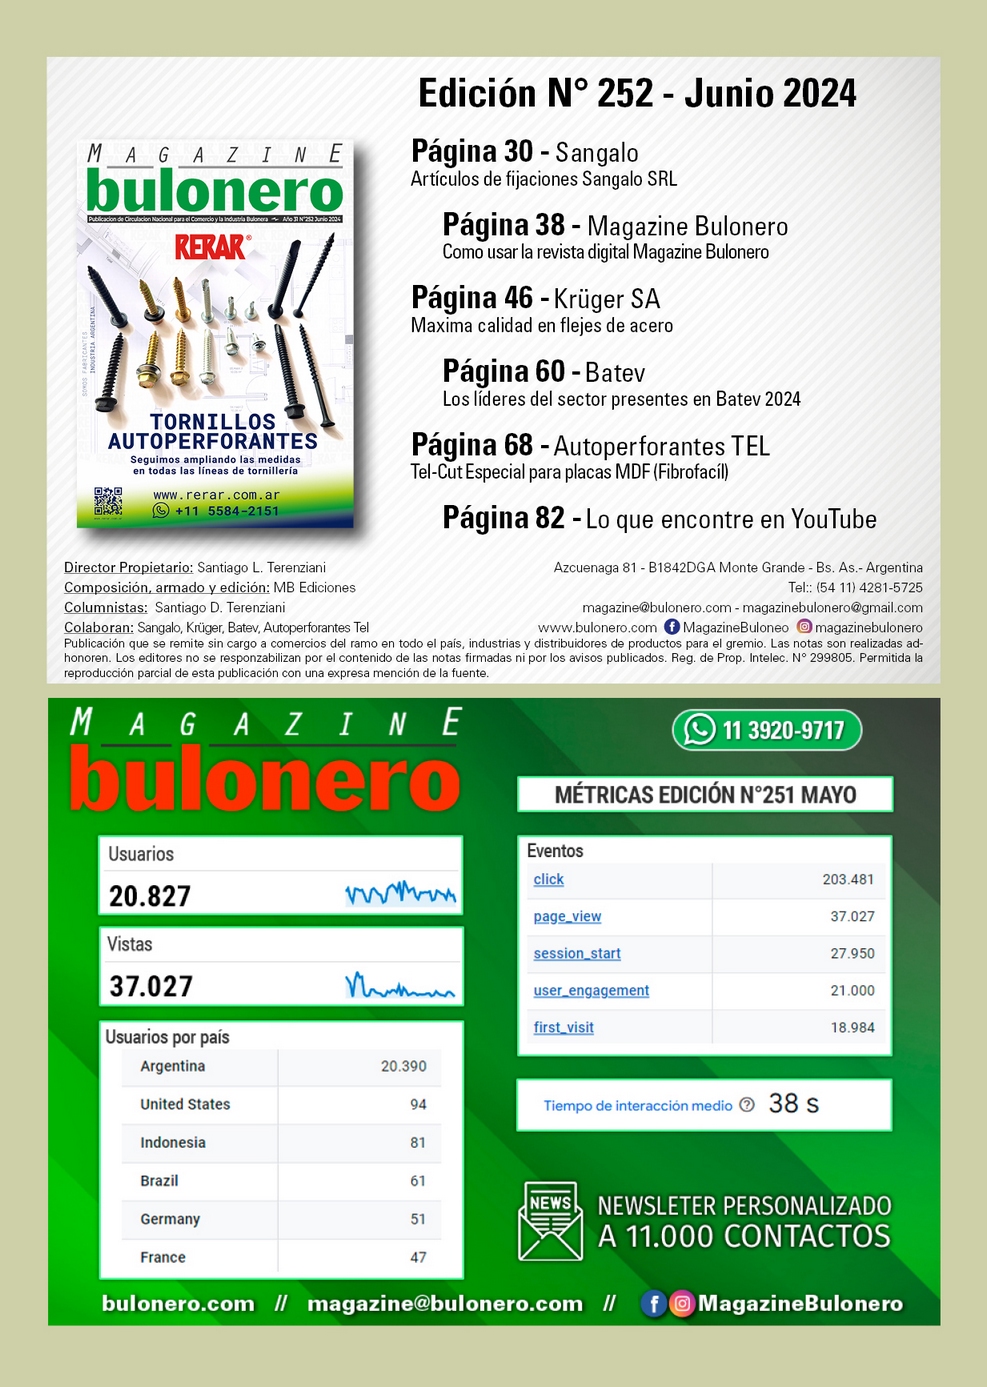 Edición N° 252 - Junio 2024
MAGAZINE
bulonero
Publicacion de Circulacion Nacional para el Comercio y la Industria Bulonera Año 31 N°252 Junio 2024
RERAR®
SOMOS FABRICANTES
INDUSTRIA ARGENTINA
TORNILLOS
AUTOPERFORANTES
Seguimos ampliando las medidas
en todas las líneas de tornillería
www.rerar.com.ar
+11 5584-2151
Página 30 - Sangalo
Artículos de fijaciones Sangalo SRL
Página 38 - Magazine Bulonero
Como usar la revista digital Magazine Bulonero
Página 46 - Krüger SA
Maxima calidad en flejes de acero
Página 60 - Batev
Los líderes del sector presentes en Batev 2024
Página 68 - Autoperforantes TEL
Tel-Cut Especial para placas MDF (Fibrofacíl)
Página 82 - Lo que encontre en YouTube
Director Propietario: Santiago L. Terenziani
Composición, armado y edición: MB Ediciones
Columnistas: Santiago D. Terenziani
Colaboran: Sangalo, Krüger, Batev, Autoperforantes Tel
Azcuenaga 81 - B1842DGA Monte Grande - Bs. As.- Argentina
Tel:: (54 11) 4281-5725
magazine@bulonero.com - magazinebulonero@gmail.com
www.bulonero.com MagazineBuloneo magazinebulonero
Publicación que se remite sin cargo a comercios del ramo en todo el país, industrias y distribuidores de productos para el gremio. Las notas son realizadas ad-
honoren. Los editores no se responzabilizan por el contenido de las notas firmadas ni por los avisos publicados. Reg. de Prop. Intelec. N° 299805. Permitida la
reproducción parcial de esta publicación con una expresa mención de la fuente.
MAGAZINE
bulonero
11 3920-9717
MÉTRICAS EDICIÓN N°251 MAYO
Usuarios
20.827
Vistas
37.027
Usuarios por país
Argentina 20.390
United States 94
Indonesia 81
Brazil 61
Germany 51
France 47
Eventos
click 203.481
page_view 37.027
session_start 27.950
user_engagement 21.000
first_visit 18.984
Tiempo de interacción medio ? 38 s
NEWS
NEWSLETER PERSONALIZADO
A 11.000 CONTACTOS
bulonero.com // magazine@bulonero.com // MagazineBulonero